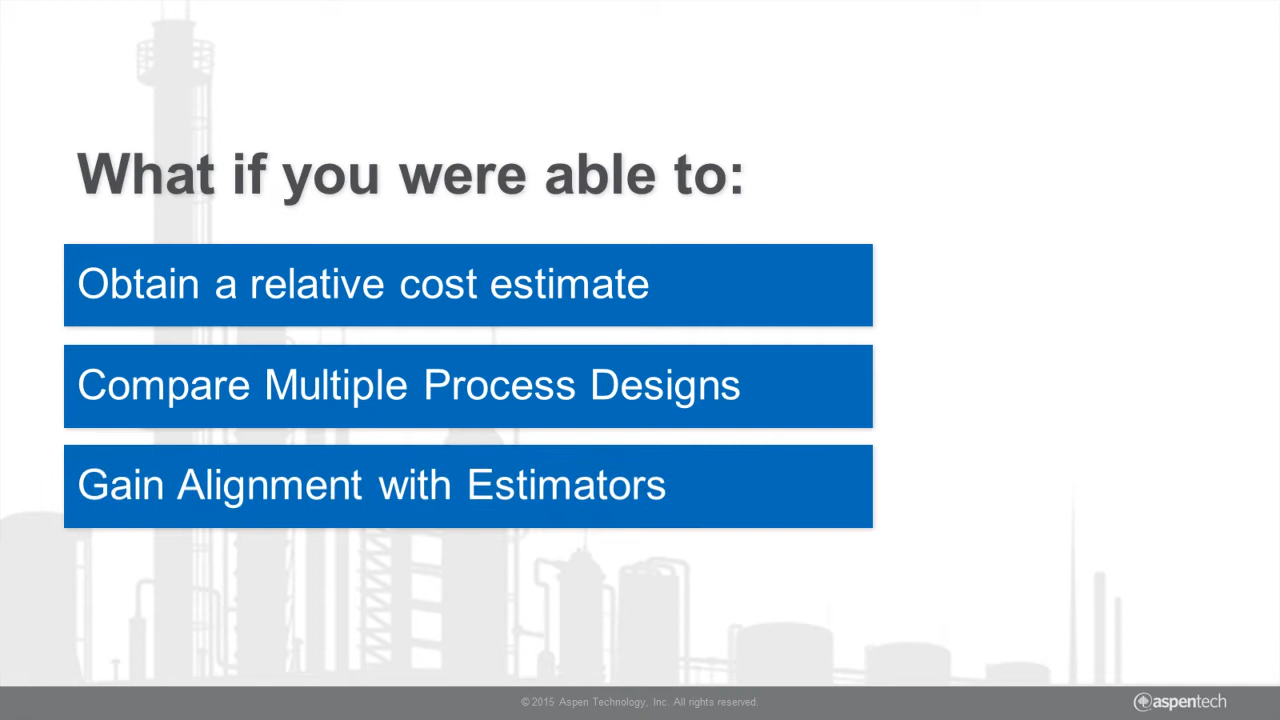 What if you were able to:
Obtain a relative cost estimate
Compare Multiple Process Designs
Gain Alignment with Estimators
© 2015 Aspen Technology, Inc. All rights reserved.
aspentech